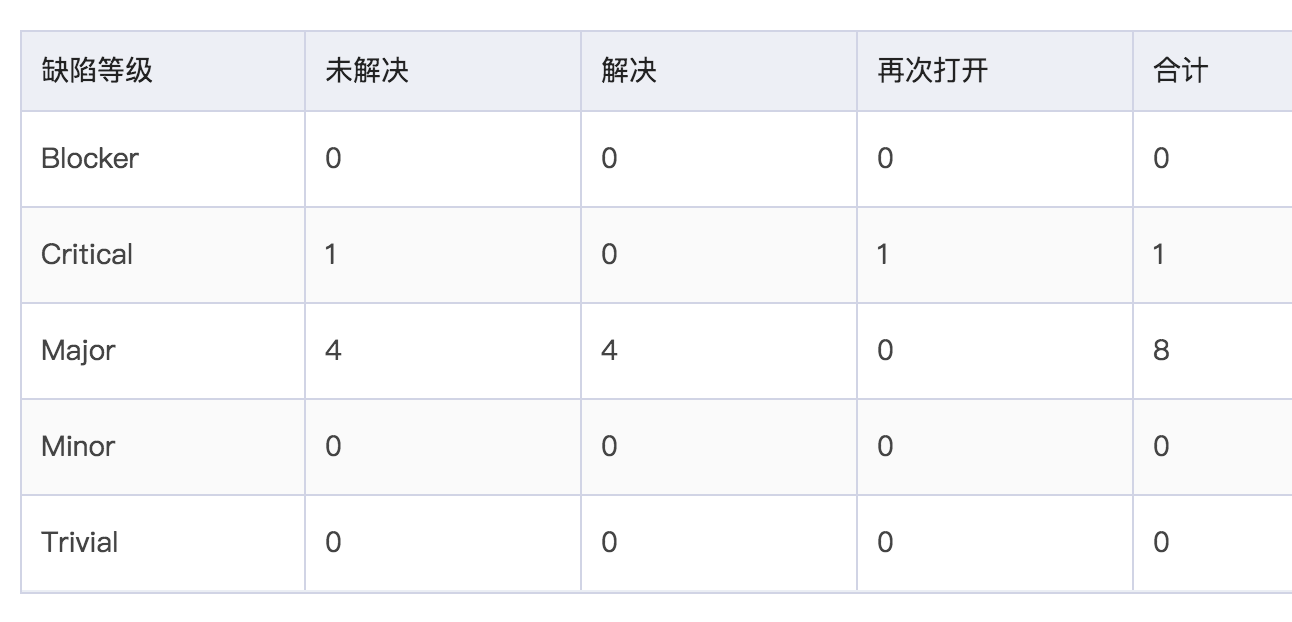 缺陷等级 未解决 解决 再次打开 合计
Blocker 0 0 0 0
Critical 1 0 1 1
Major 4 4 0 8
Minor 0 0 0 0
Trivial 0 0 0 0